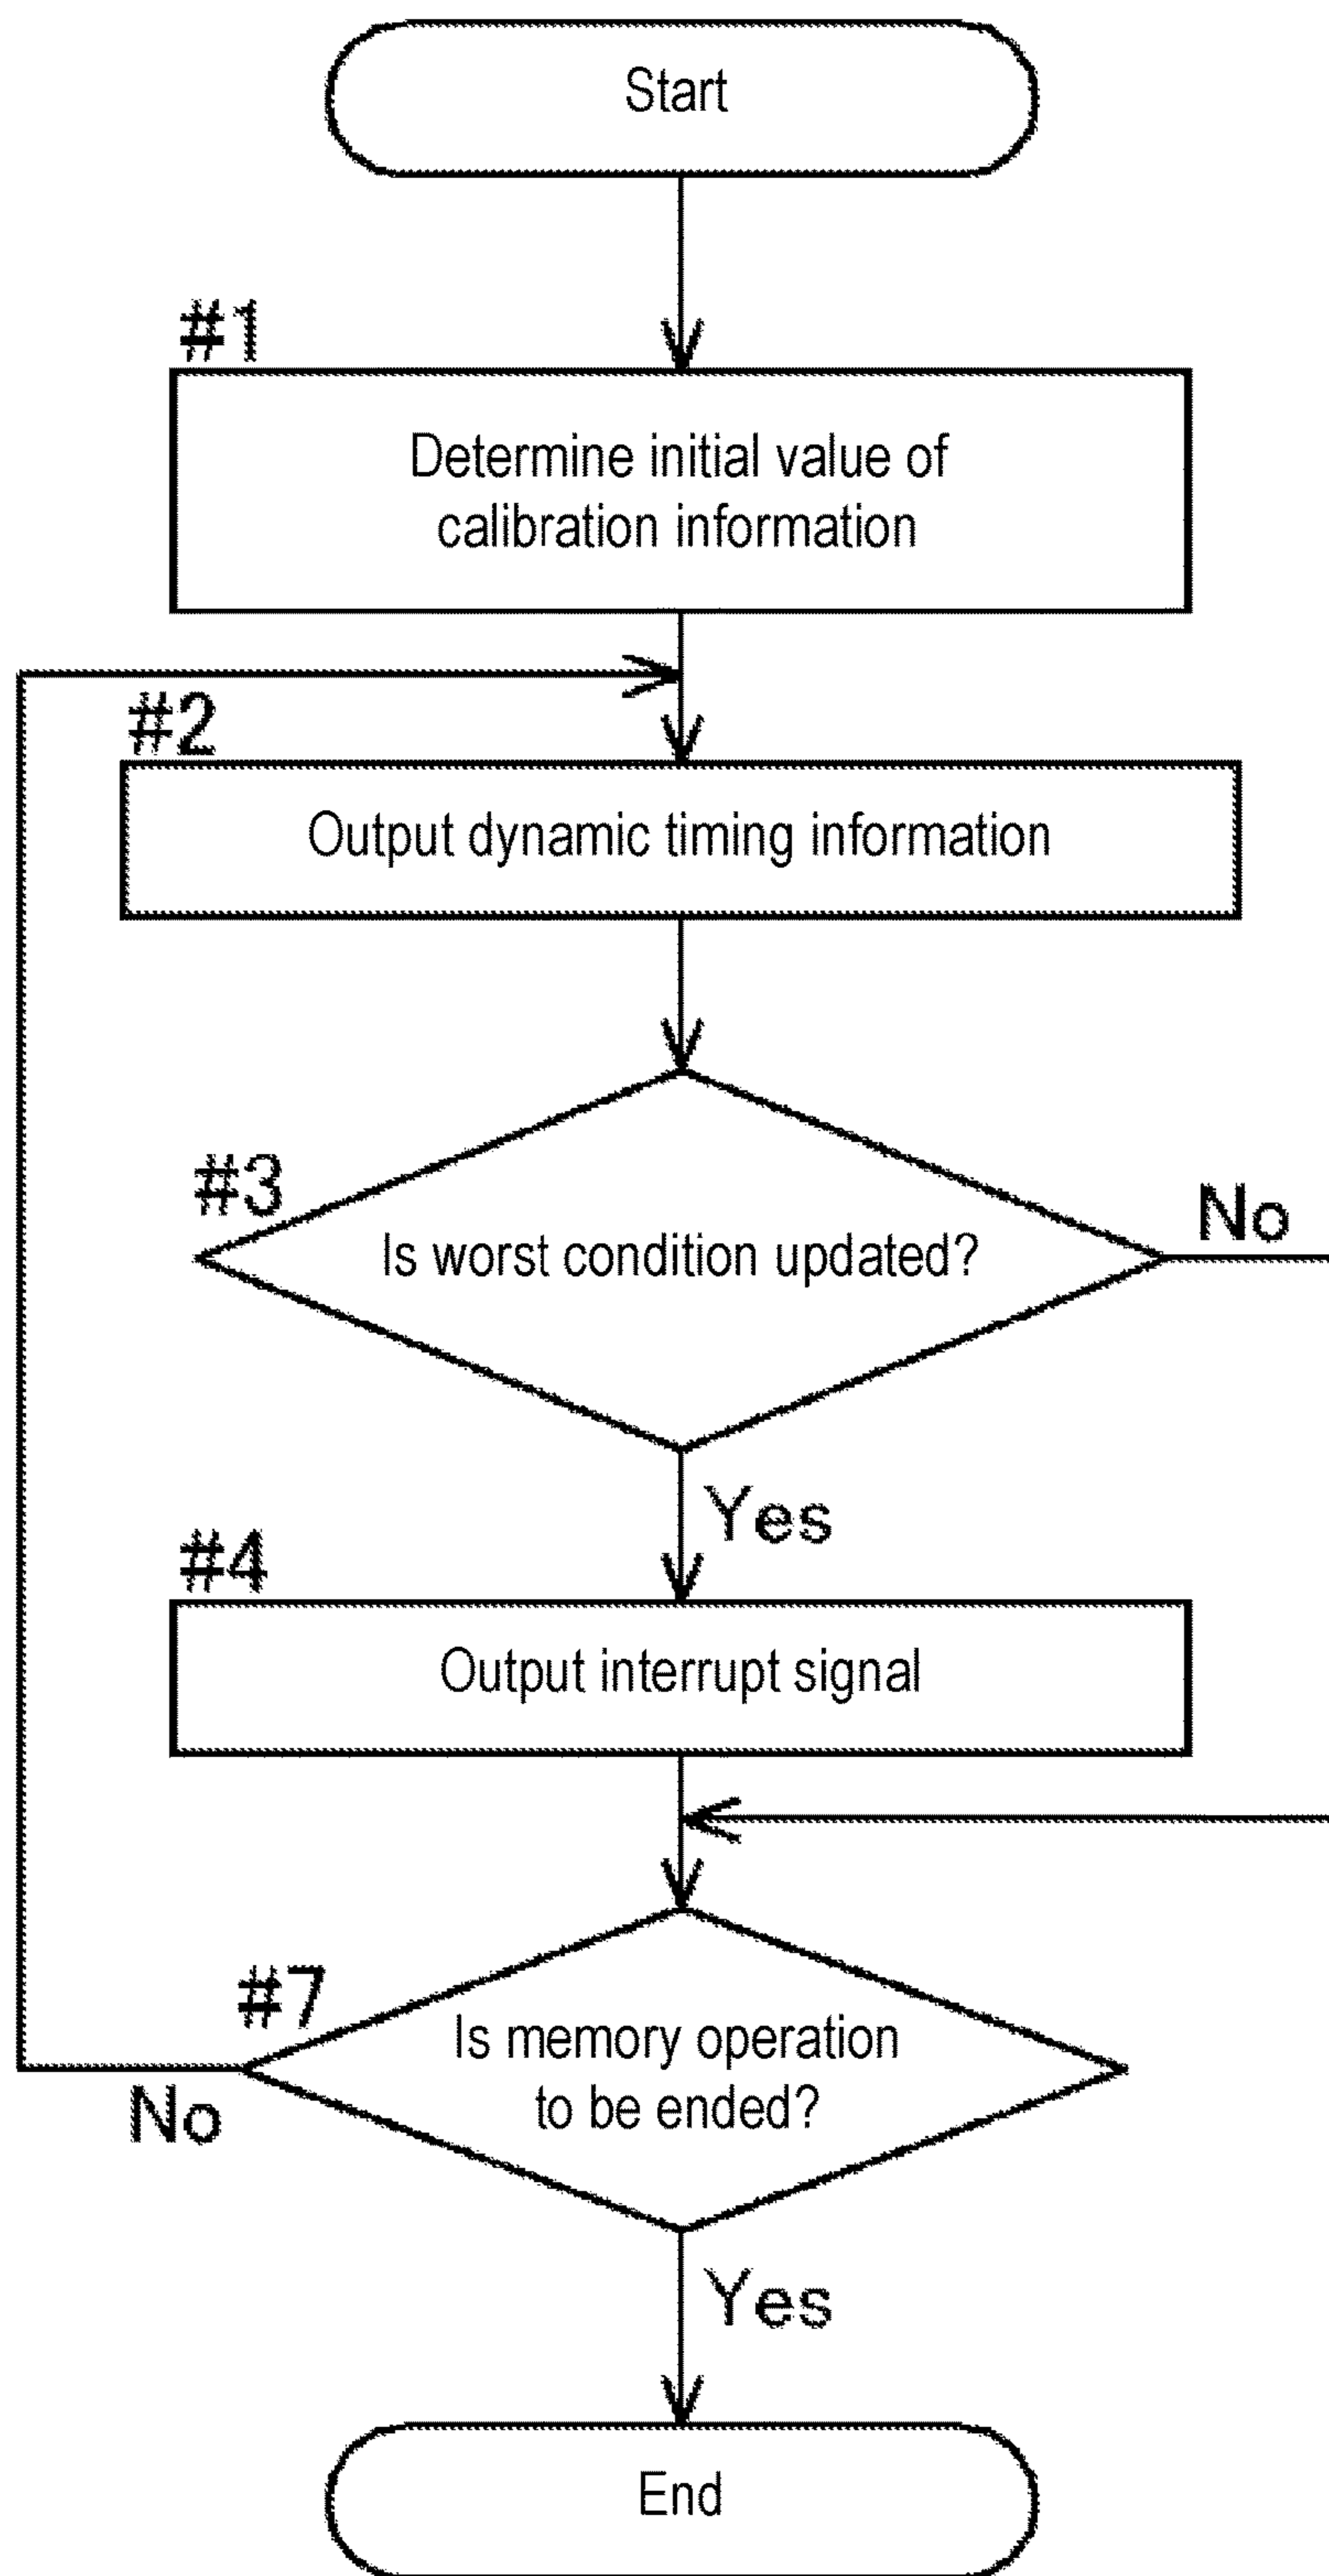 Start
#1
Determine initial value of
calibration information
#2
Output dynamic timing information
#3
Is worst condition updated?
No
Yes
#4
Output interrupt signal
#7
Is memory operation
to be ended?
No
Yes
End